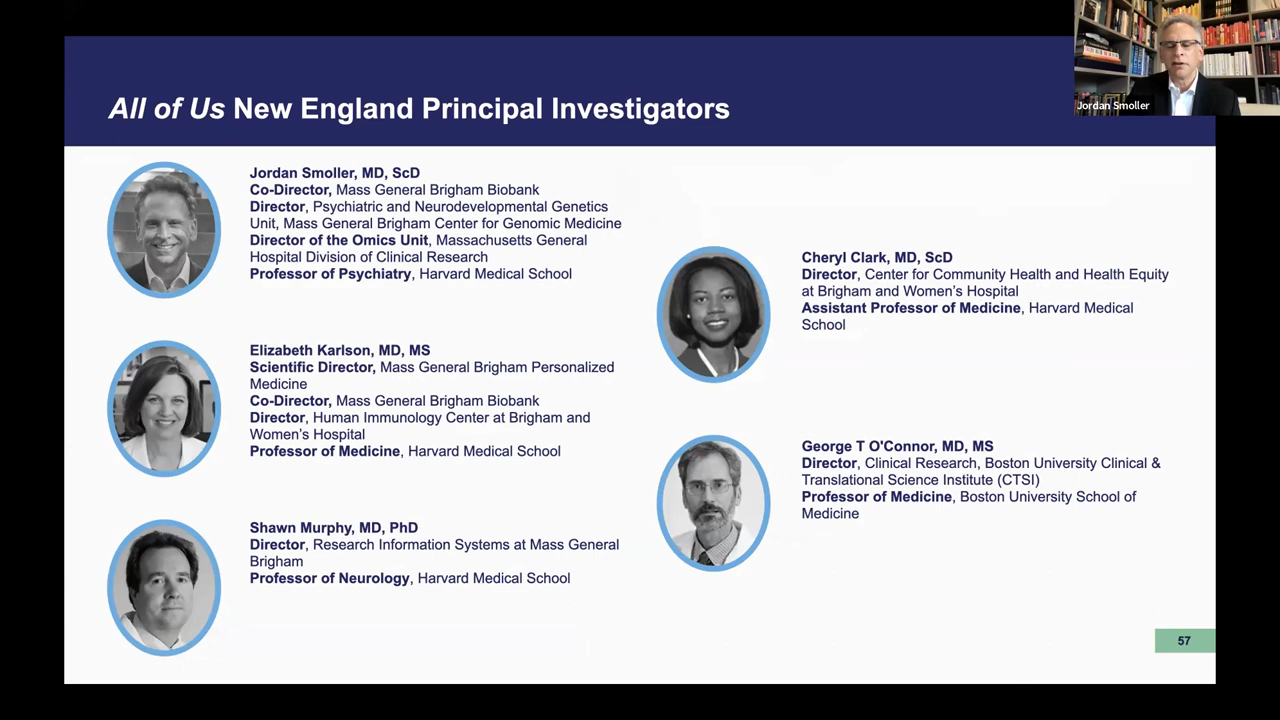 All of Us New England Principal Investigators
Jordan Smoller
Jordan Smoller, MD, ScD
Co-Director, Mass General Brigham Biobank
Director, Psychiatric and Neurodevelopmental Genetics
Unit, Mass General Brigham Center for Genomic Medicine
Director of the Omics Unit, Massachusetts General
Hospital Division of Clinical Research
Professor of Psychiatry, Harvard Medical School
Elizabeth Karlson, MD, MS
Scientific Director, Mass General Brigham Personalized
Medicine
Co-Director, Mass General Brigham Biobank
Director, Human Immunology Center at Brigham and
Women's Hospital
Professor of Medicine, Harvard Medical School
Shawn Murphy, MD, PhD
Director, Research Information Systems at Mass General
Brigham
Professor of Neurology, Harvard Medical School
Cheryl Clark, MD, ScD
Director, Center for Community Health and Health Equity
at Brigham and Women's Hospital
Assistant Professor of Medicine, Harvard Medical
School
George T O'Connor, MD, MS
Director, Clinical Research, Boston University Clinical &
Translational Science Institute (CTSI)
Professor of Medicine, Boston University School of
Medicine
57